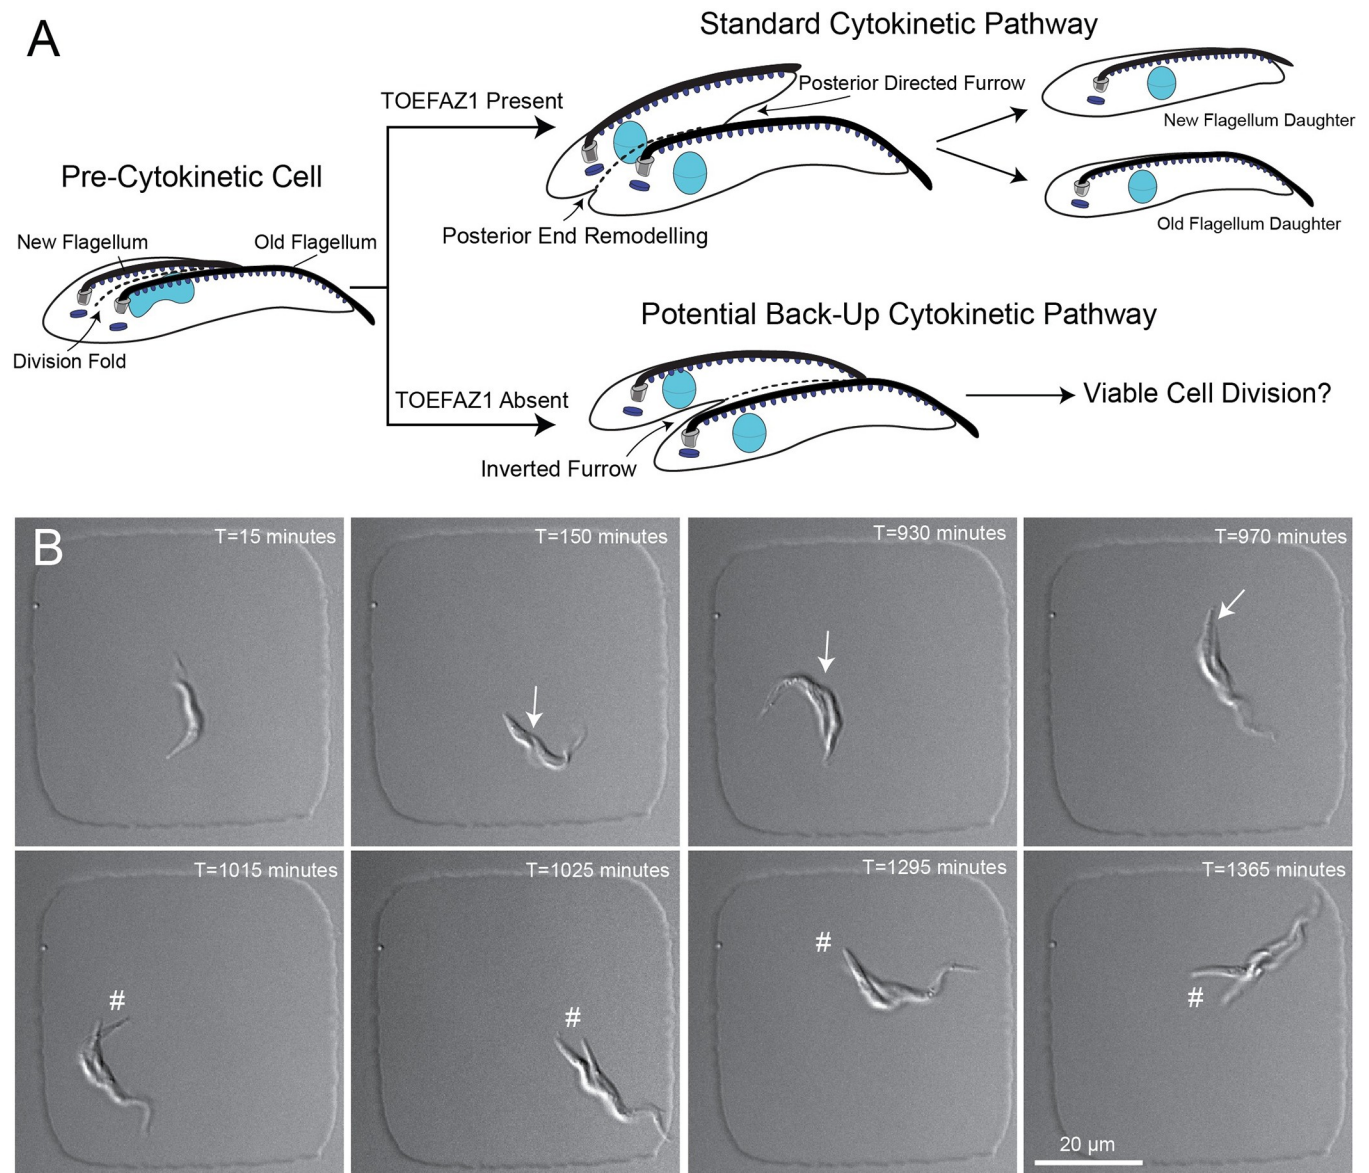 A
Standard Cytokinetic Pathway
TOEFAZ1 Present
Posterior Directed Furrow
New Flagellum Daughter
Pre-Cytokinetic Cell
New Flagellum
Old Flagellum
Posterior End Remodelling
Old Flagellum Daughter
Division Fold
Potential Back-Up Cytokinetic Pathway
TOEFAZ1 Absent
Viable Cell Division?
Inverted Furrow
B
T=15 minutes
T=150 minutes
T=930 minutes
T=970 minutes
T=1015 minutes
T=1025 minutes
T=1295 minutes
T=1365 minutes
#
#
#
#
20 µm